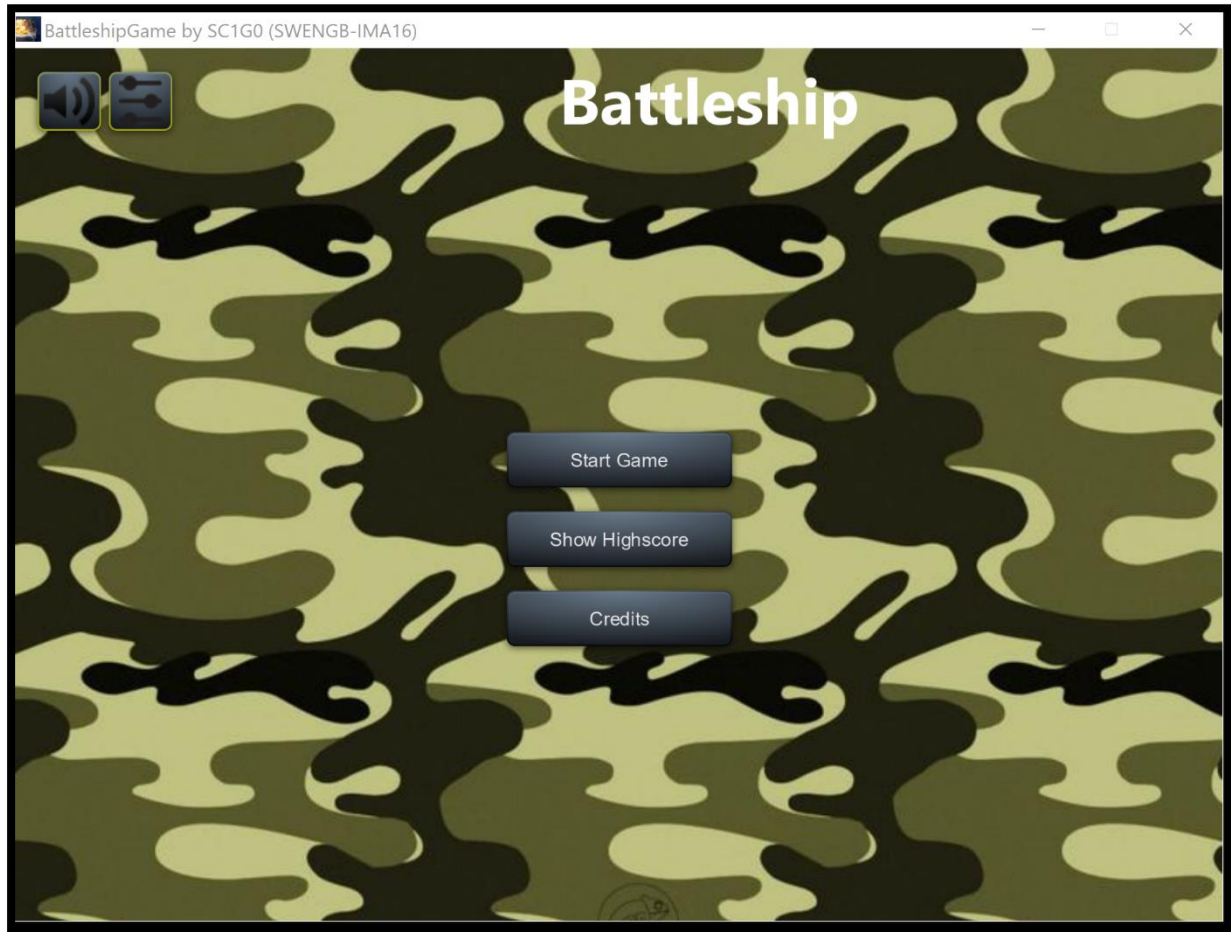 BattleshipGame by SC1G0 (SWENGB-IMA16)
Battleship
Start Game
Show Highscore
Credits